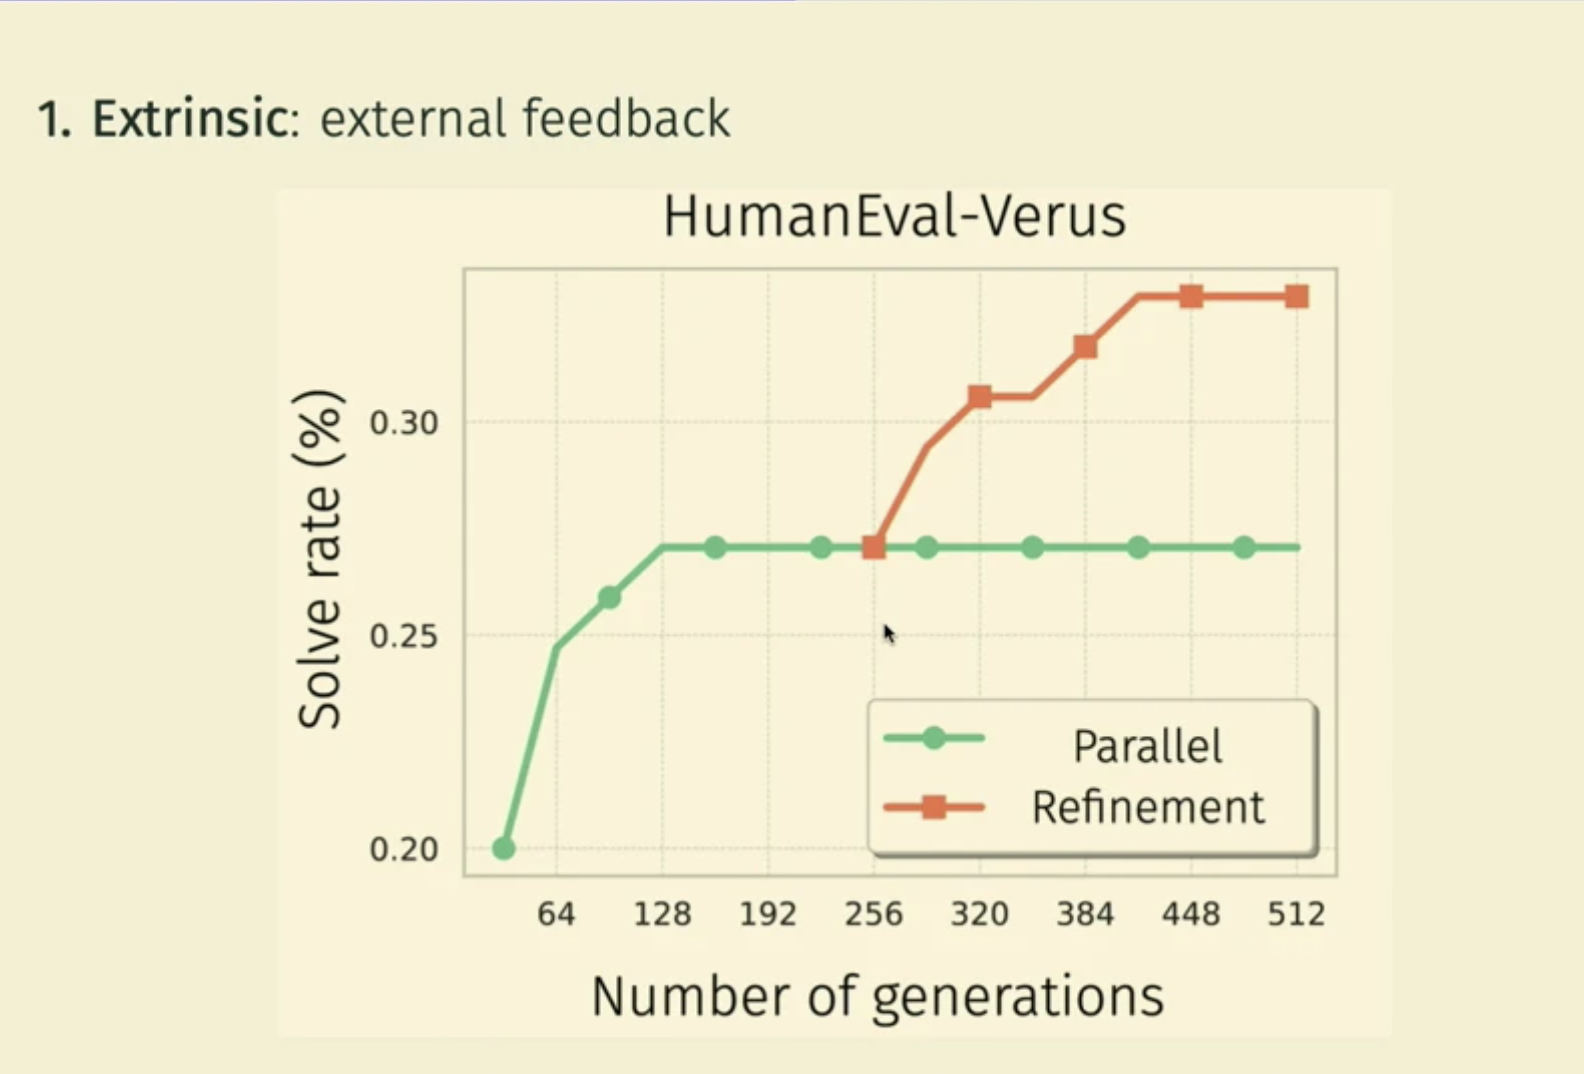 1. Extrinsic: external feedback
HumanEval-Verus
Solve rate (%)
0.30
0.25
0.20
Parallel
Refinement
64 128 192 256 320 384 448 512
Number of generations